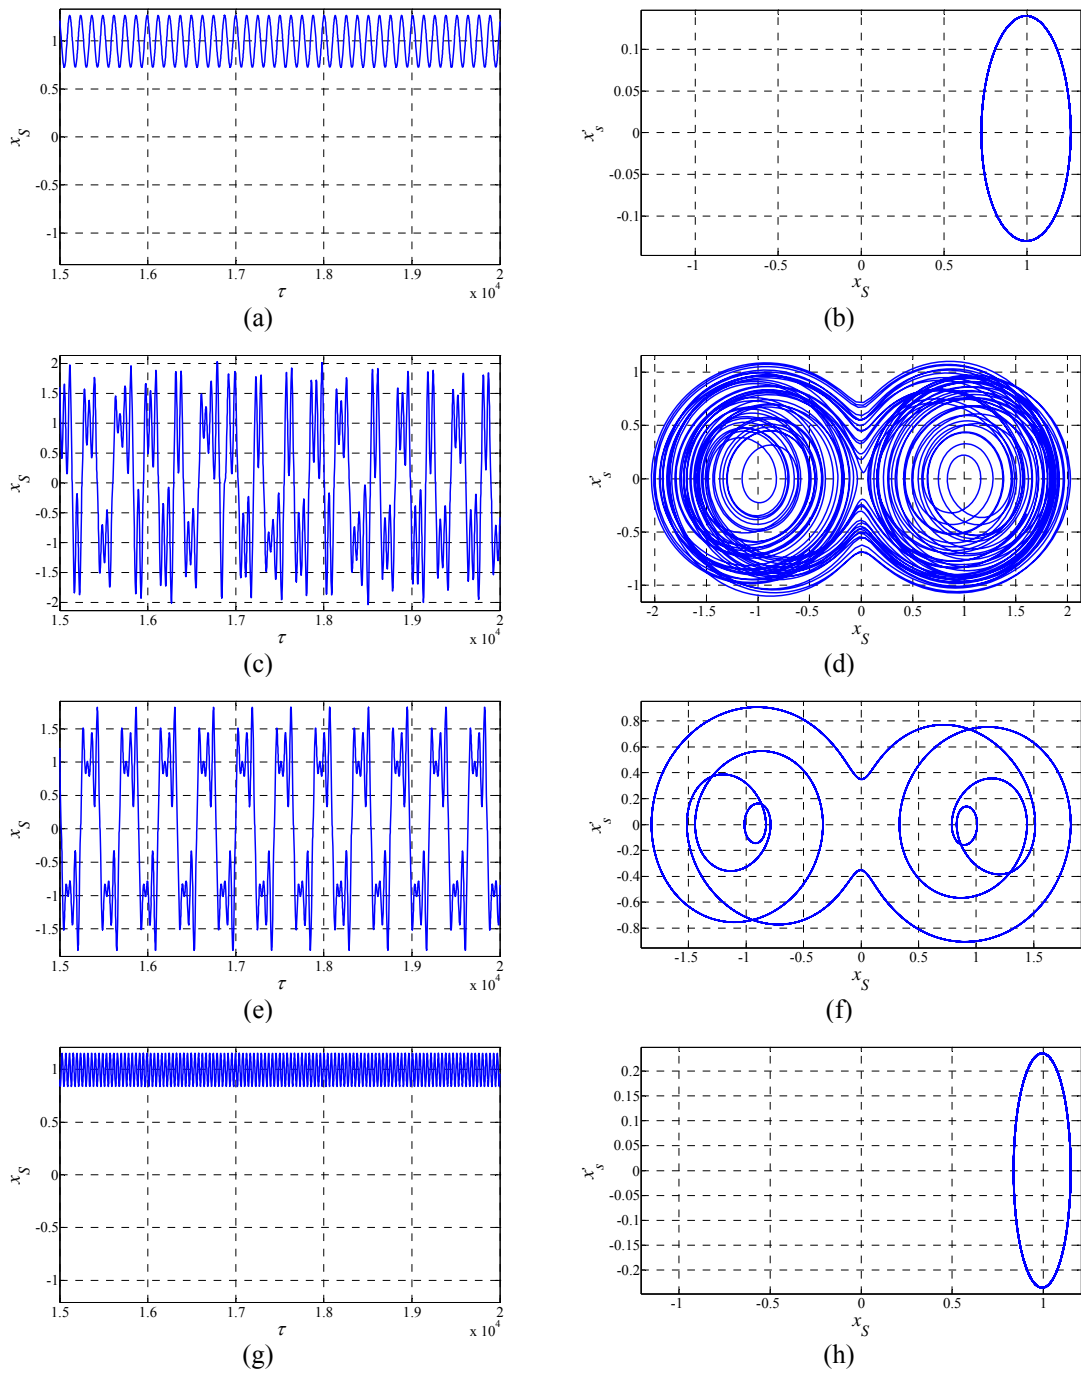 1
0.5
0
-0.5
-1
x_S
1.5 1.6 1.7 1.8 1.9 2
τ
x 10^4
(a)
0.1
0.05
0
-0.05
-0.1
x'_s
-1 -0.5 0 0.5 1
x_S
(b)
2
1.5
1
0.5
0
-0.5
-1
-1.5
-2
x_S
1.5 1.6 1.7 1.8 1.9 2
τ
x 10^4
(c)
1
0.5
0
-0.5
-1
x'_s
-2 -1.5 -1 -0.5 0 0.5 1 1.5 2
x_S
(d)
1.5
1
0.5
0
-0.5
-1
-1.5
x_S
1.5 1.6 1.7 1.8 1.9 2
τ
x 10^4
(e)
0.8
0.6
0.4
0.2
0
-0.2
-0.4
-0.6
-0.8
x'_s
-1.5 -1 -0.5 0 0.5 1 1.5
x_S
(f)
1
0.5
0
-0.5
-1
x_S
1.5 1.6 1.7 1.8 1.9 2
τ
x 10^4
(g)
0.2
0.15
0.1
0.05
0
-0.05
-0.1
-0.15
-0.2
x'_s
-1 -0.5 0 0.5 1
x_S
(h)